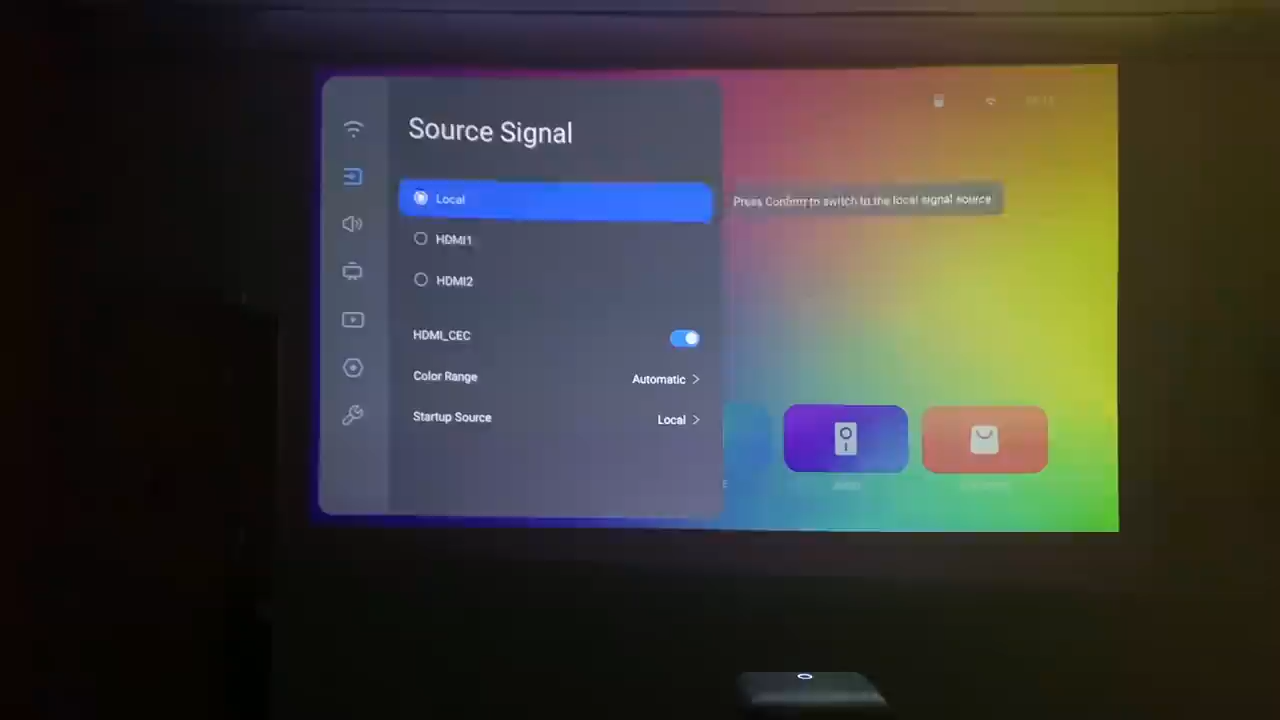 Source Signal
Local
Press Confirm to switch to the local signal source
HDMI1
HDMI2
HDMI_CEC
Color Range
Automatic >
Startup Source
Local >
E